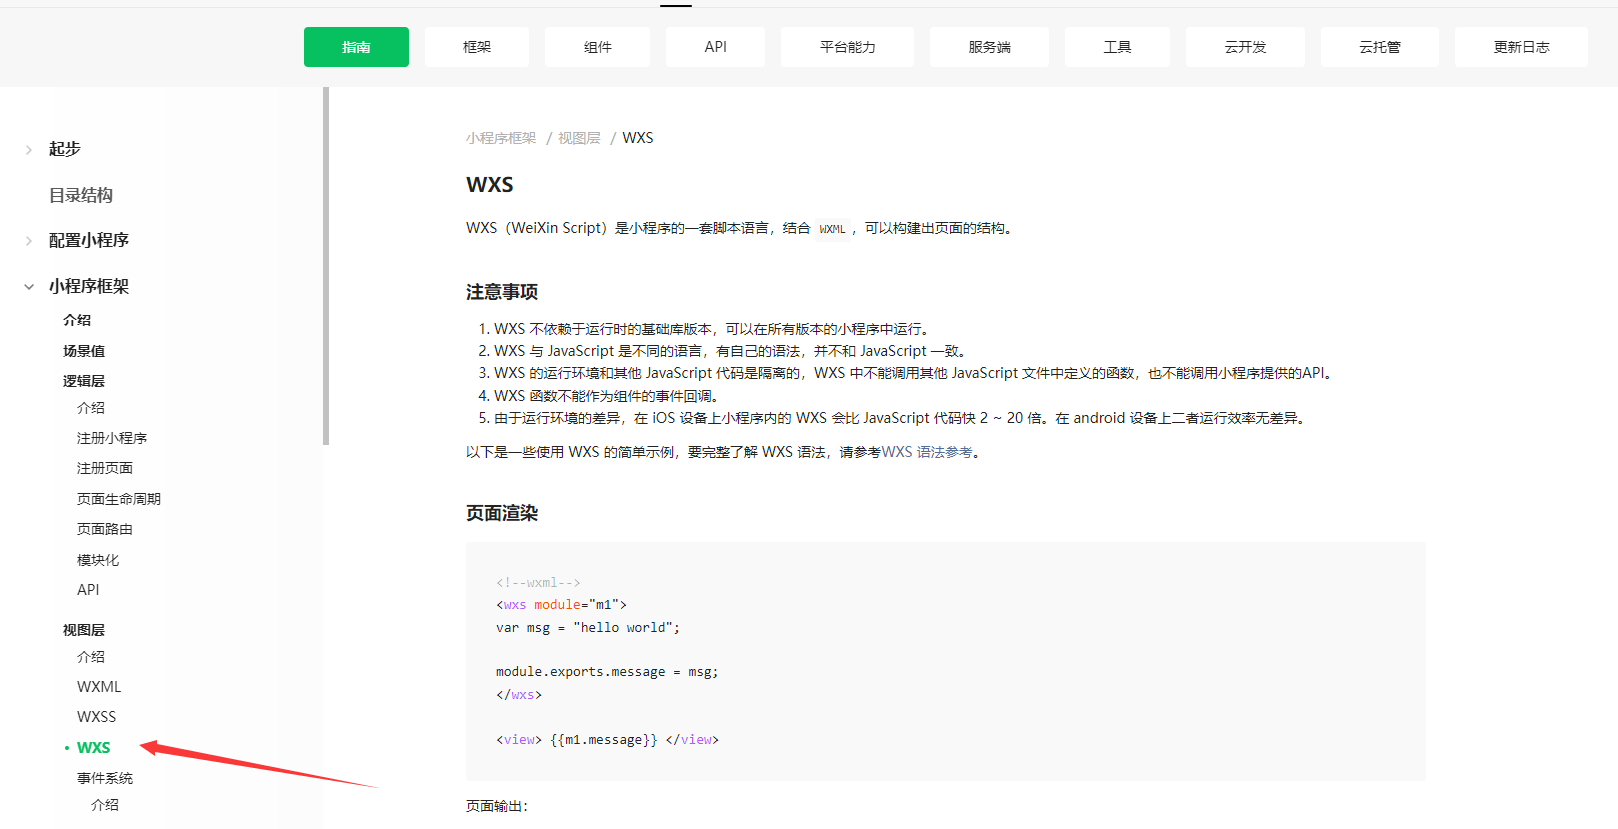 指南
框架
组件
API
平台能力
服务端
工具
云开发
云托管
更新日志
起步
目录结构
配置小程序
小程序框架
介绍
场景值
逻辑层
介绍
注册小程序
注册页面
页面生命周期
页面路由
模块化
API
视图层
介绍
WXML
WXSS
• WXS
事件系统
介绍
小程序框架 / 视图层 / WXS
WXS
WXS（WeiXin Script）是小程序的一套脚本语言，结合 WXML ，可以构建出页面的结构。
注意事项
1. WXS 不依赖于运行时的基础库版本，可以在所有版本的小程序中运行。
2. WXS 与 JavaScript 是不同的语言，有自己的语法，并不和 JavaScript 一致。
3. WXS 的运行环境和其他 JavaScript 代码是隔离的，WXS 中不能调用其他 JavaScript 文件中定义的函数，也不能调用小程序提供的API。
4. WXS 函数不能作为组件的事件回调。
5. 由于运行环境的差异，在 iOS 设备上小程序内的 WXS 会比 JavaScript 代码快 2 ~ 20 倍。在 android 设备上二者运行效率无差异。
以下是一些使用 WXS 的简单示例，要完整了解 WXS 语法，请参考WXS 语法参考。
页面渲染
<!--wxml-->
<wxs module="m1">
var msg = "hello world";
module.exports.message = msg;
</wxs>
<view> {{m1.message}} </view>
页面输出：